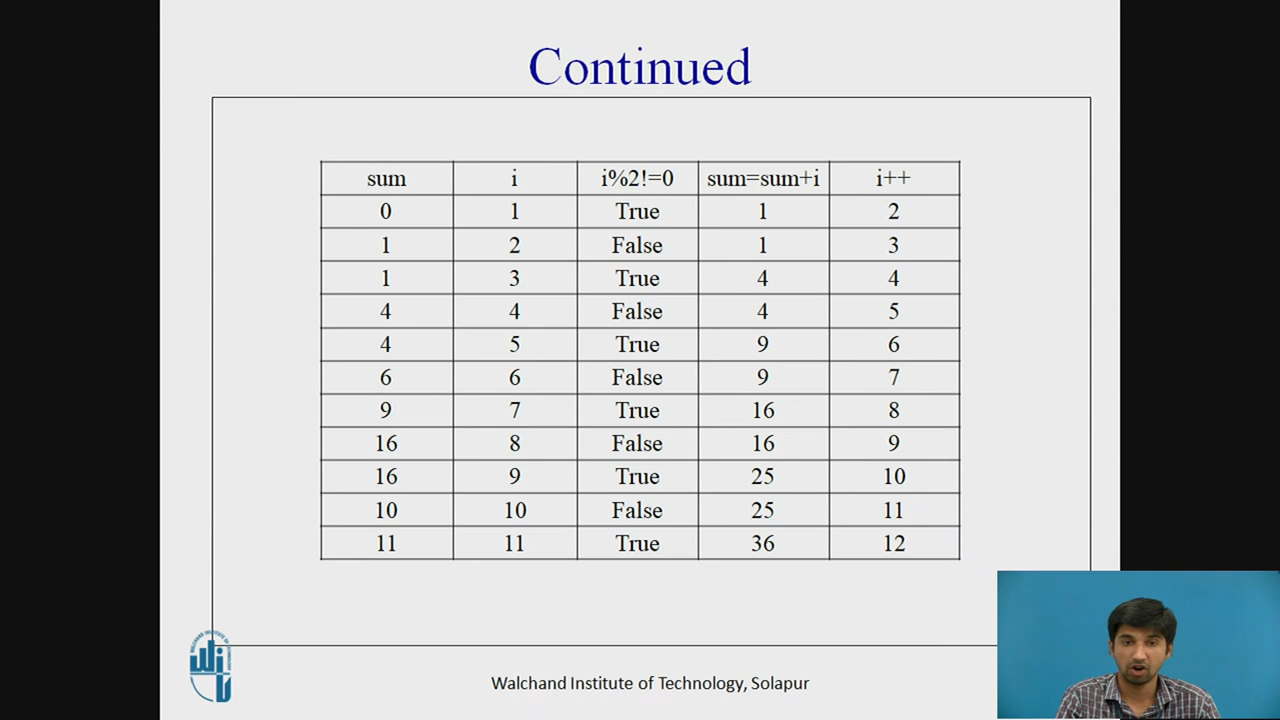 Continued
sum i i%2!=0 sum=sum+i i++
0 1 True 1 2
1 2 False 1 3
1 3 True 4 4
4 4 False 4 5
4 5 True 9 6
6 6 False 9 7
9 7 True 16 8
16 8 False 16 9
16 9 True 25 10
10 10 False 25 11
11 11 True 36 12
Walchand Institute of Technology, Solapur